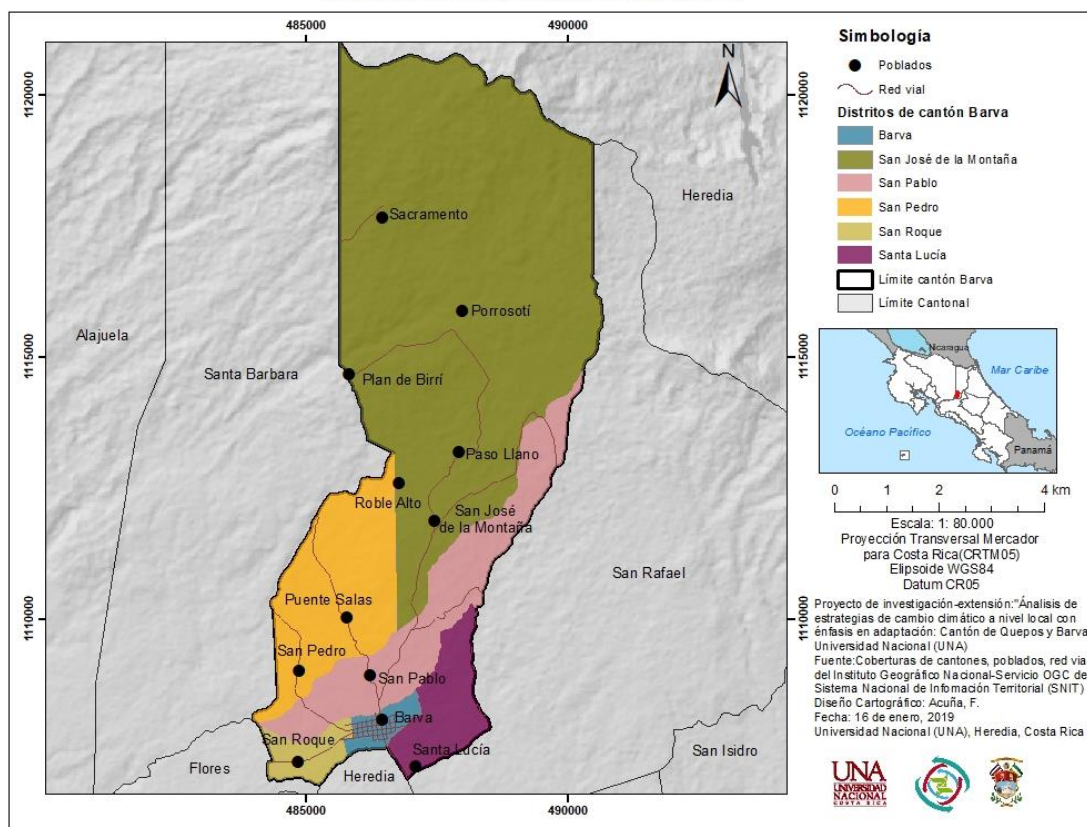 485000
490000
1120000
1120000
N
Heredia
Sacramento
Porrosotí
Alajuela
1115000
1115000
Santa Barbara
Plan de Birrí
Paso Llano
Roble Alto
San José
de la Montaña
San Rafael
Puente Salas
1110000
1110000
San Pedro
San Pablo
Barva
San Roque
Santa Lucía
San Isidro
Flores
Heredia
485000
490000
Simbología
Poblados
Red vial
Distritos de cantón Barva
Barva
San José de la Montaña
San Pablo
San Pedro
San Roque
Santa Lucía
Límite cantón Barva
Límite Cantonal
Nicaragua
Mar Caribe
Océano Pacífico
Panamá
0 1 2 4 km
Escala: 1: 80.000
Proyección Transversal Mercador
para Costa Rica(CRTM05)
Elipsoide WGS84
Datum CR05
Proyecto de investigación-extensión:"Ánalisis de
estrategias de cambio climático a nivel local con
énfasis en adaptación: Cantón de Quepos y Barva
Universidad Nacional (UNA)
Fuente:Coberturas de cantones, poblados, red via
del Instituto Geográfico Nacional-Servicio OGC de
Sistema Nacional de Infomación Territorial (SNIT)
Diseño Cartográfico: Acuña, F.
Fecha: 16 de enero, 2019
Universidad Nacional (UNA), Heredia, Costa Rica
UNA
UNIVERSIDAD
NACIONAL
COSTA RICA